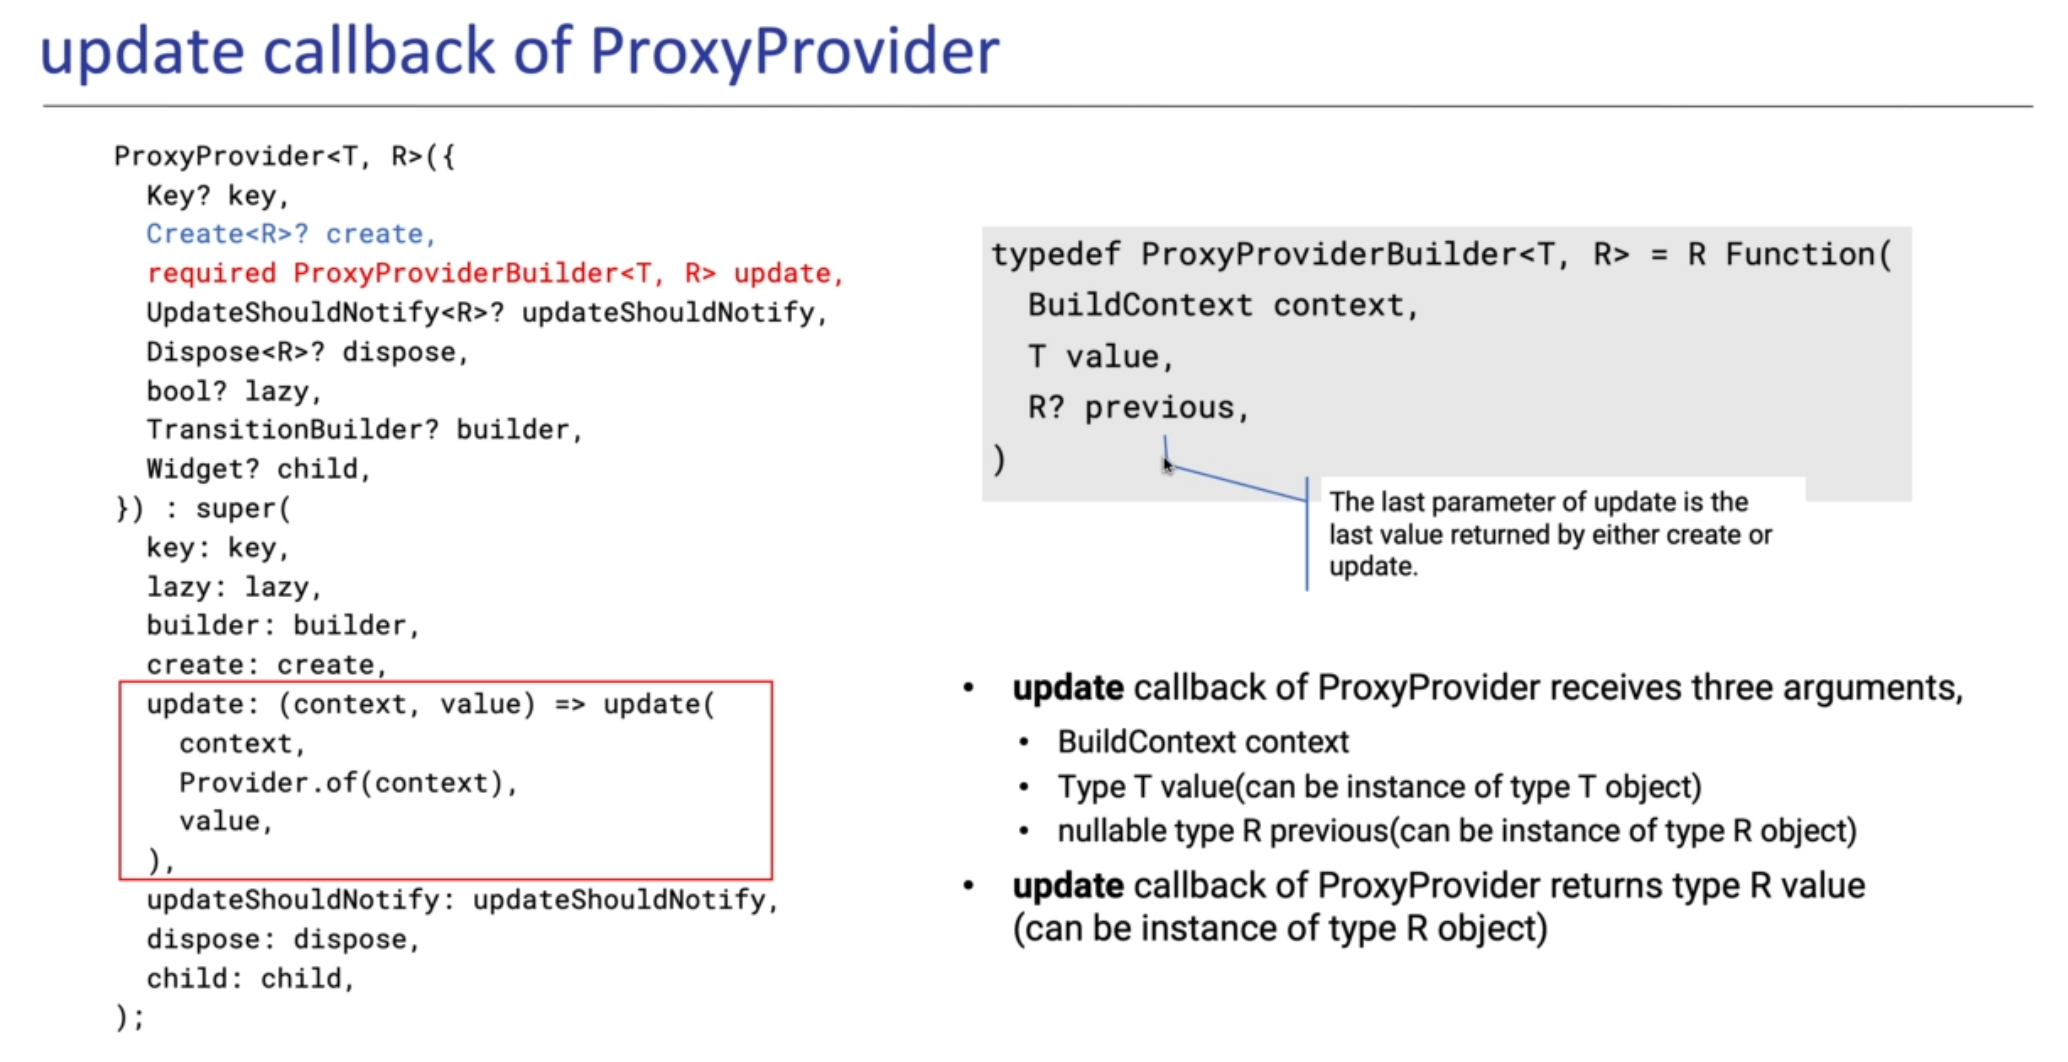 update callback of ProxyProvider
ProxyProvider<T, R>({
Key? key,
Create<R>? create,
required ProxyProviderBuilder<T, R> update,
UpdateShouldNotify<R>? updateShouldNotify,
Dispose<R>? dispose,
bool? lazy,
TransitionBuilder? builder,
Widget? child,
}) : super(
key: key,
lazy: lazy,
builder: builder,
create: create,
update: (context, value) => update(
context,
Provider.of(context),
value,
),
updateShouldNotify: updateShouldNotify,
dispose: dispose,
child: child,
);
typedef ProxyProviderBuilder<T, R> = R Function(
BuildContext context,
T value,
R? previous,
)
The last parameter of update is the
last value returned by either create or
update.
• update callback of ProxyProvider receives three arguments,
• BuildContext context
• Type T value(can be instance of type T object)
• nullable type R previous(can be instance of type R object)
• update callback of ProxyProvider returns type R value
(can be instance of type R object)